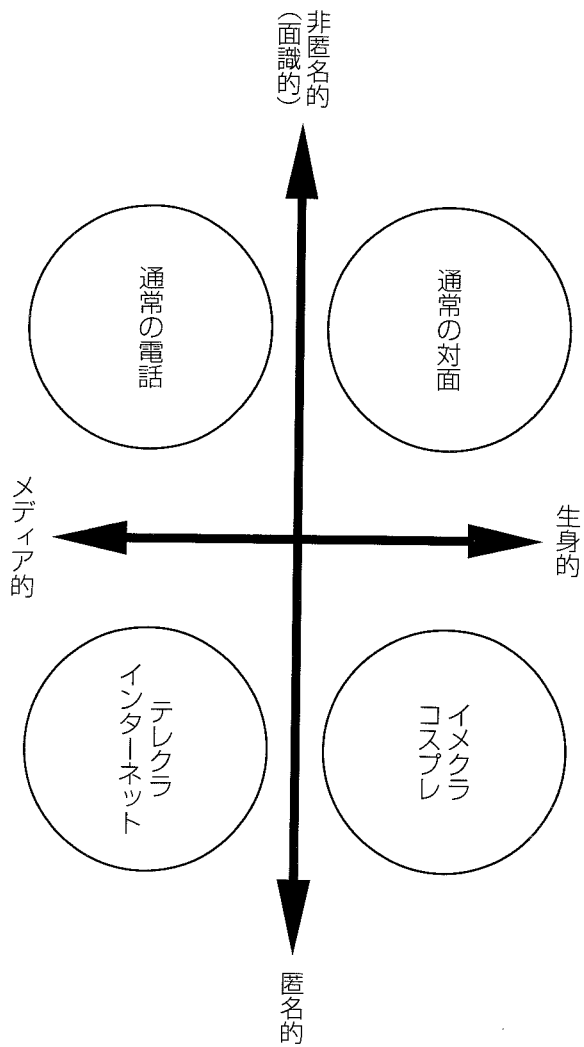 非匿名的
（面識的）
通常の対面
通常の電話
生身的
メディア的
イメクラ
コスプレ
テレクラ
インターネット
匿名的